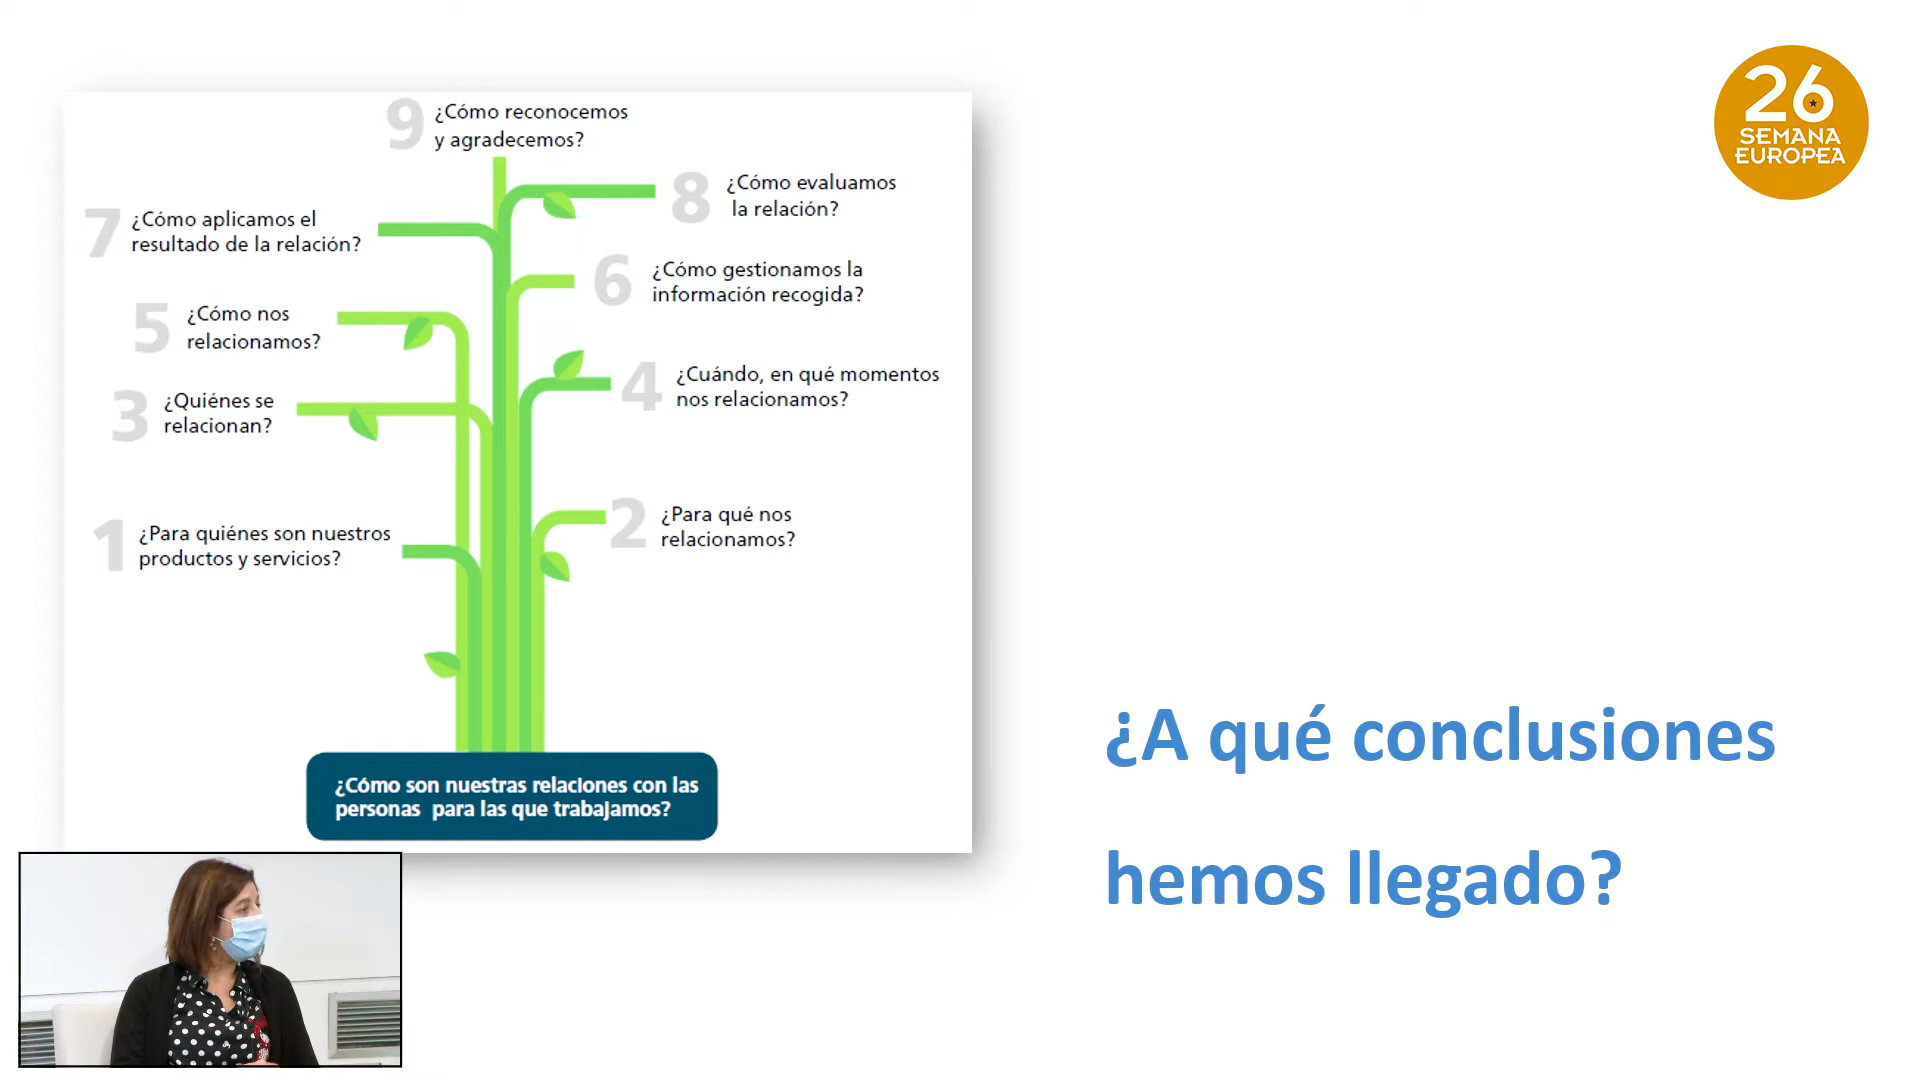 9 ¿Cómo reconocemos
y agradecemos?
8 ¿Cómo evaluamos
la relación?
7 ¿Cómo aplicamos el
resultado de la relación?
6 ¿Cómo gestionamos la
información recogida?
5 ¿Cómo nos
relacionamos?
4 ¿Cuándo, en qué momentos
nos relacionamos?
3 ¿Quiénes se
relacionan?
2 ¿Para qué nos
relacionamos?
1 ¿Para quiénes son nuestros
productos y servicios?
¿Cómo son nuestras relaciones con las
personas para las que trabajamos?
26
SEMANA
EUROPEA
¿A qué conclusiones
hemos llegado?